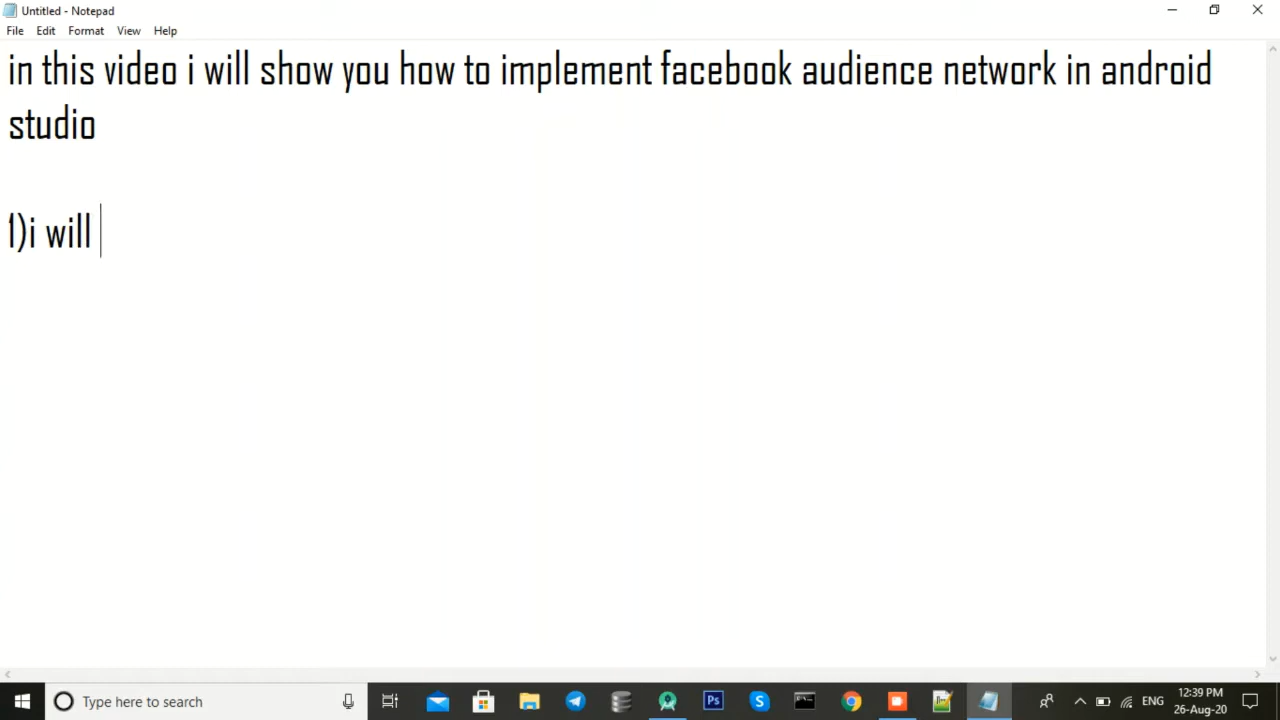 Untitled - Notepad
File Edit Format View Help
in this video i will show you how to implement facebook audience network in android
studio
1)i will
Type here to search
Ps
ENG
12:39 PM
26-Aug-20